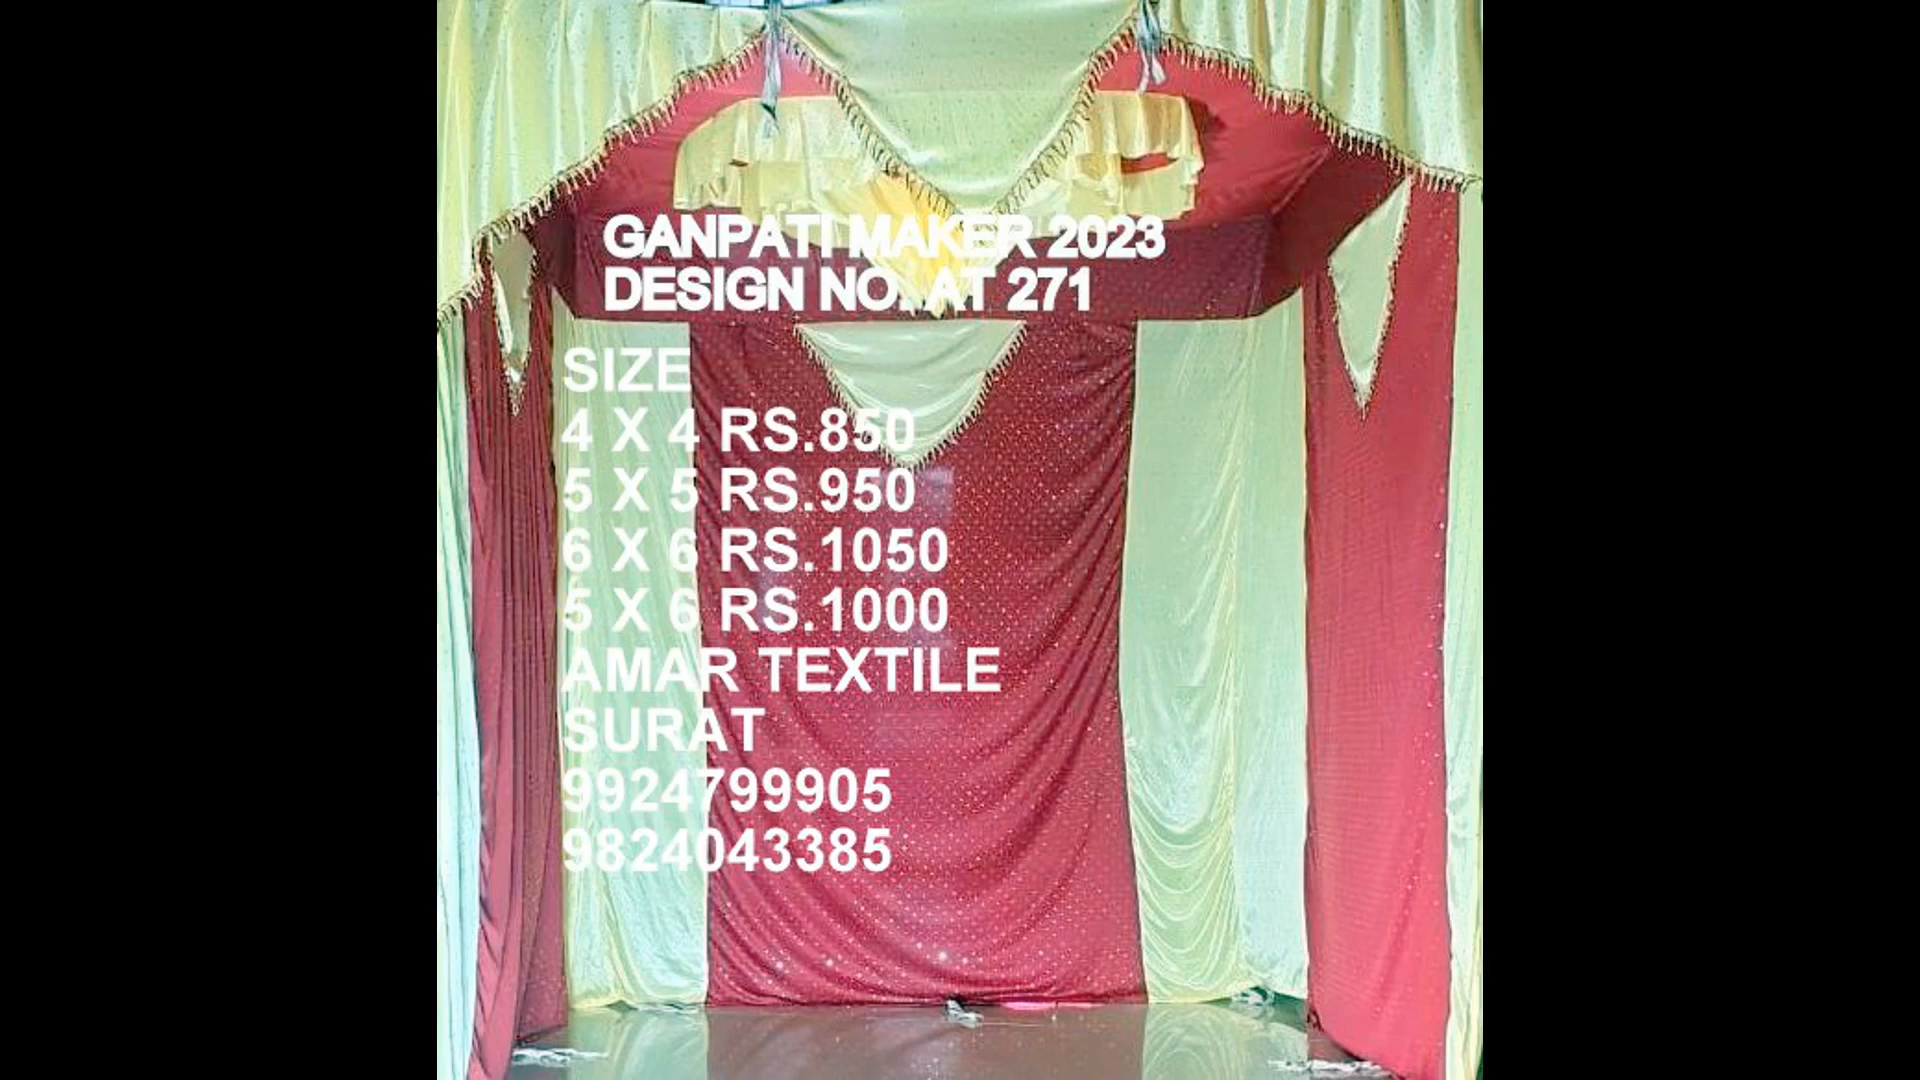 GANPATI MAKER 2023
DESIGN NO. AT 271
SIZE
4 X 4 RS.850
5 X 5 RS.950
6 X 6 RS.1050
5 X 6 RS.1000
AMAR TEXTILE
SURAT
9924799905
9824043385